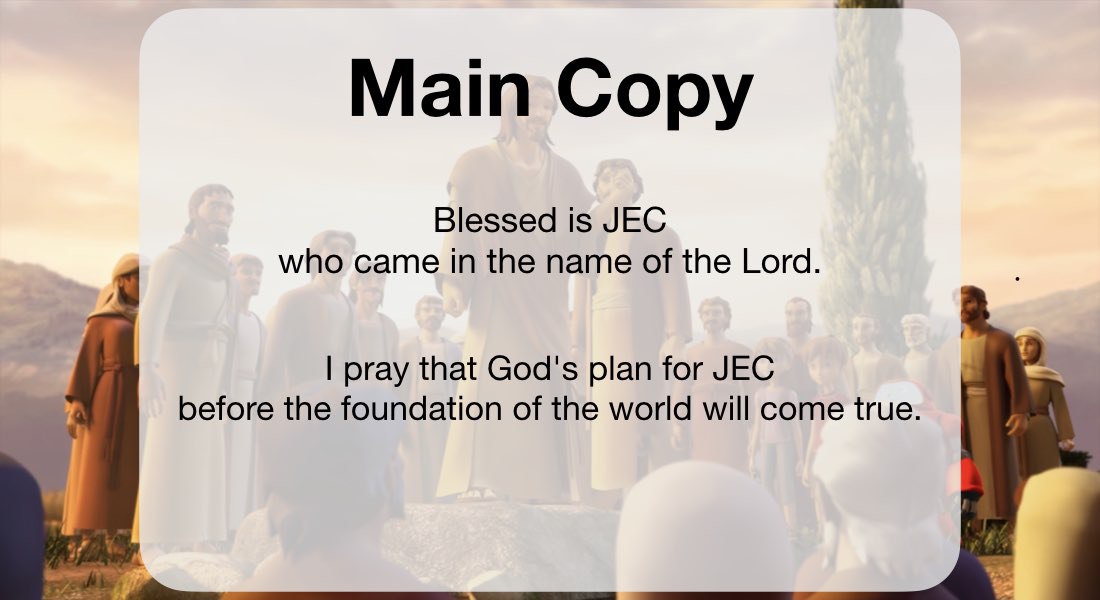 Main Copy
Blessed is JEC
who came in the name of the Lord.
I pray that God's plan for JEC
before the foundation of the world will come true.